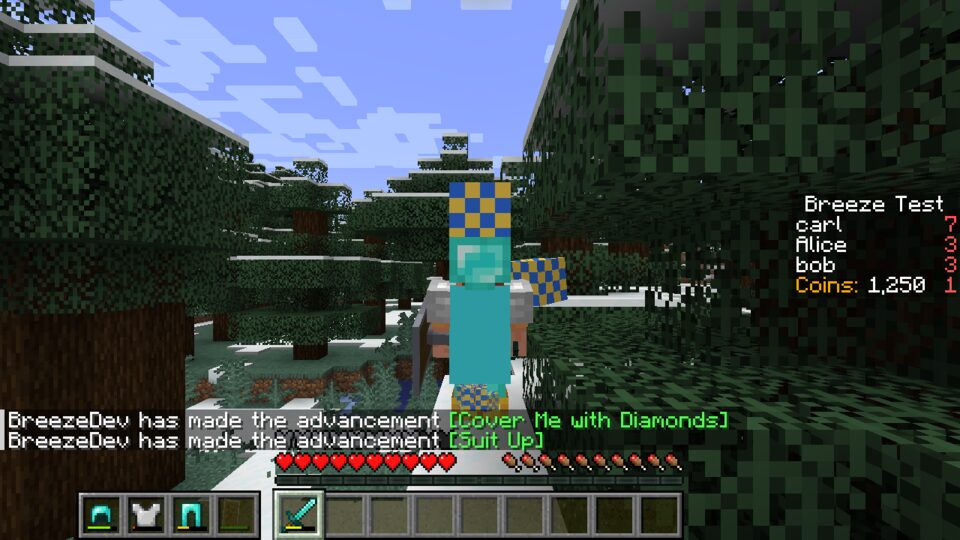 Breeze Test
carl 7
Alice 3
bob 3
Coins: 1,250 1
BreezeDev has made the advancement [Cover Me with Diamonds]
BreezeDev has made the advancement [Suit Up]